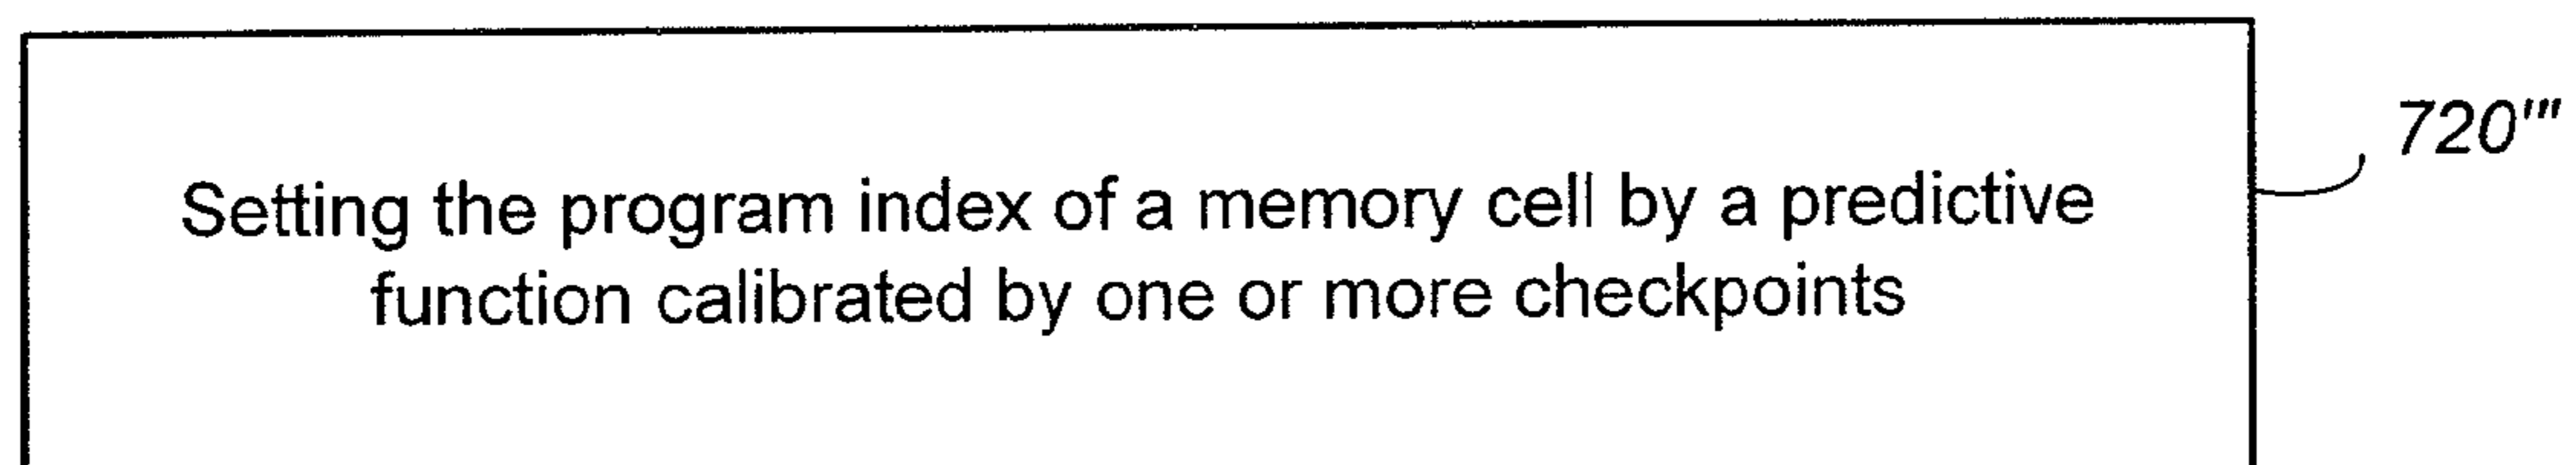 720'''
Setting the program index of a memory cell by a predictive
function calibrated by one or more checkpoints